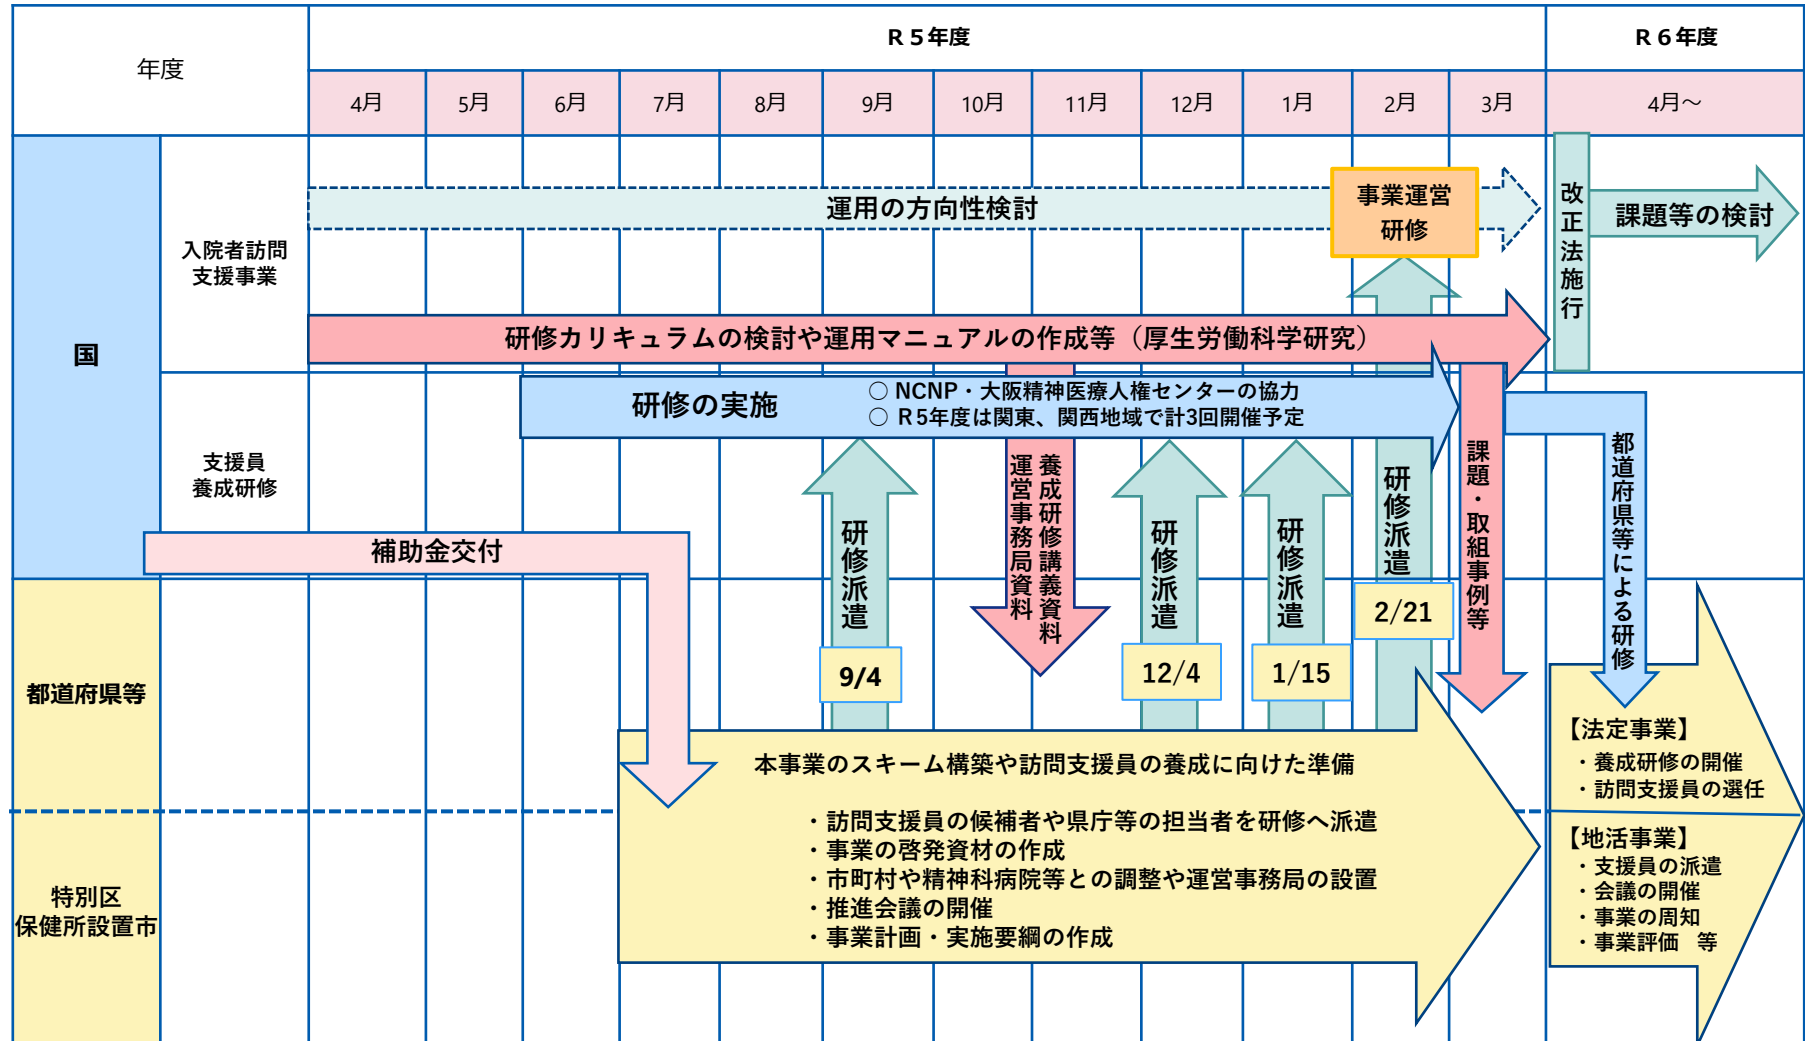 年度
R５年度
R６年度
4月
5月
6月
7月
8月
9月
10月
11月
12月
1月
2月
3月
4月～
国
入院者訪問
支援事業
運用の方向性検討
事業運営
研修
改正法施行
課題等の検討
研修カリキュラムの検討や運用マニュアルの作成等（厚生労働科学研究）
支援員
養成研修
研修の実施
○ NCNP・大阪精神医療人権センターの協力
○ R5年度は関東、関西地域で計3回開催予定
補助金交付
研修派遣
9/4
養成研修講義資料
運営事務局資料
研修派遣
12/4
研修派遣
1/15
研修派遣
2/21
課題・取組事例等
都道府県等による研修
都道府県等
特別区
保健所設置市
本事業のスキーム構築や訪問支援員の養成に向けた準備
・訪問支援員の候補者や県庁等の担当者を研修へ派遣
・事業の啓発資材の作成
・市町村や精神科病院等との調整や運営事務局の設置
・推進会議の開催
・事業計画・実施要綱の作成
【法定事業】
・養成研修の開催
・訪問支援員の選任
【地活事業】
・支援員の派遣
・会議の開催
・事業の周知
・事業評価　等